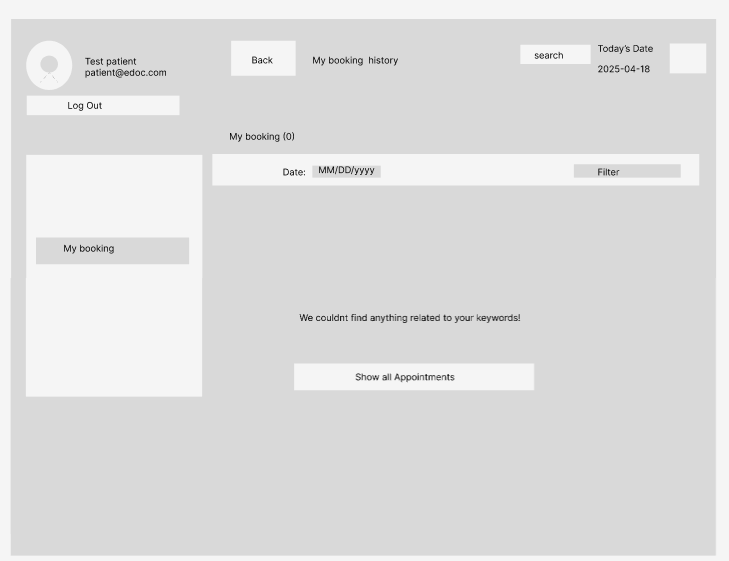 Test patient
patient@edoc.com
Log Out
Back
My booking  history
search
Today's Date
2025-04-18
My booking (0)
Date: MM/DD/yyyy
Filter
My booking
We couldnt find anything related to your keywords!
Show all Appointments